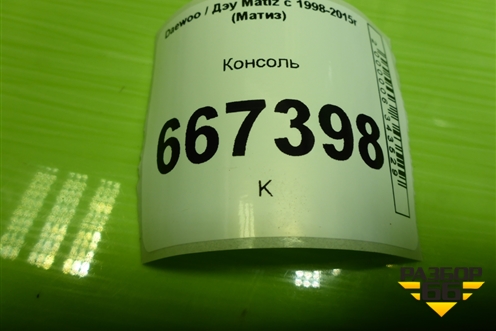 Daewoo / Дэу Matiz с 1998-2015г
(Матиз)
Консоль
667398
К
РАЗБОР
66